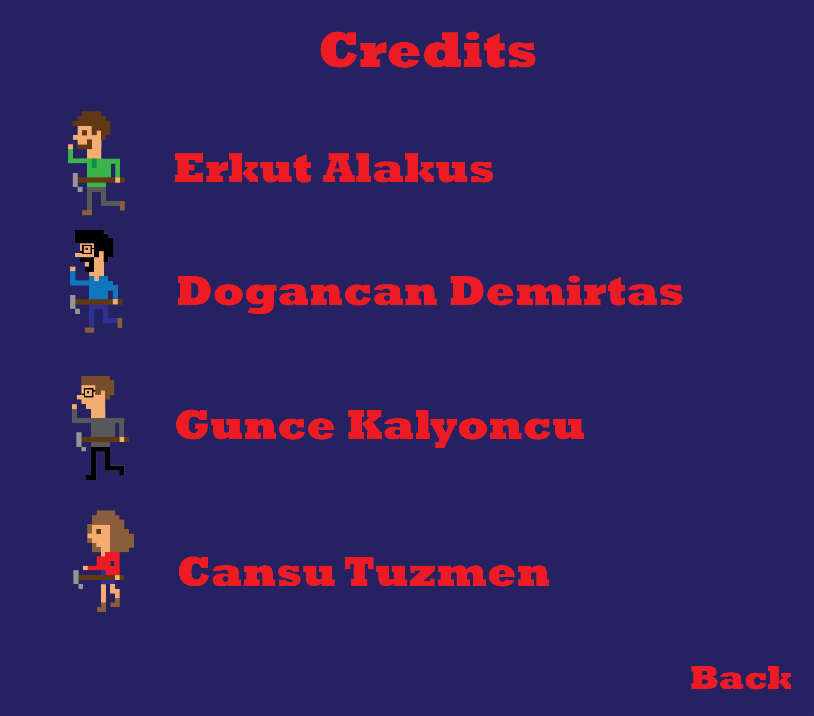 Credits
Erkut Alakus
Dogancan Demirtas
Gunce Kalyoncu
Cansu Tuzmen
Back